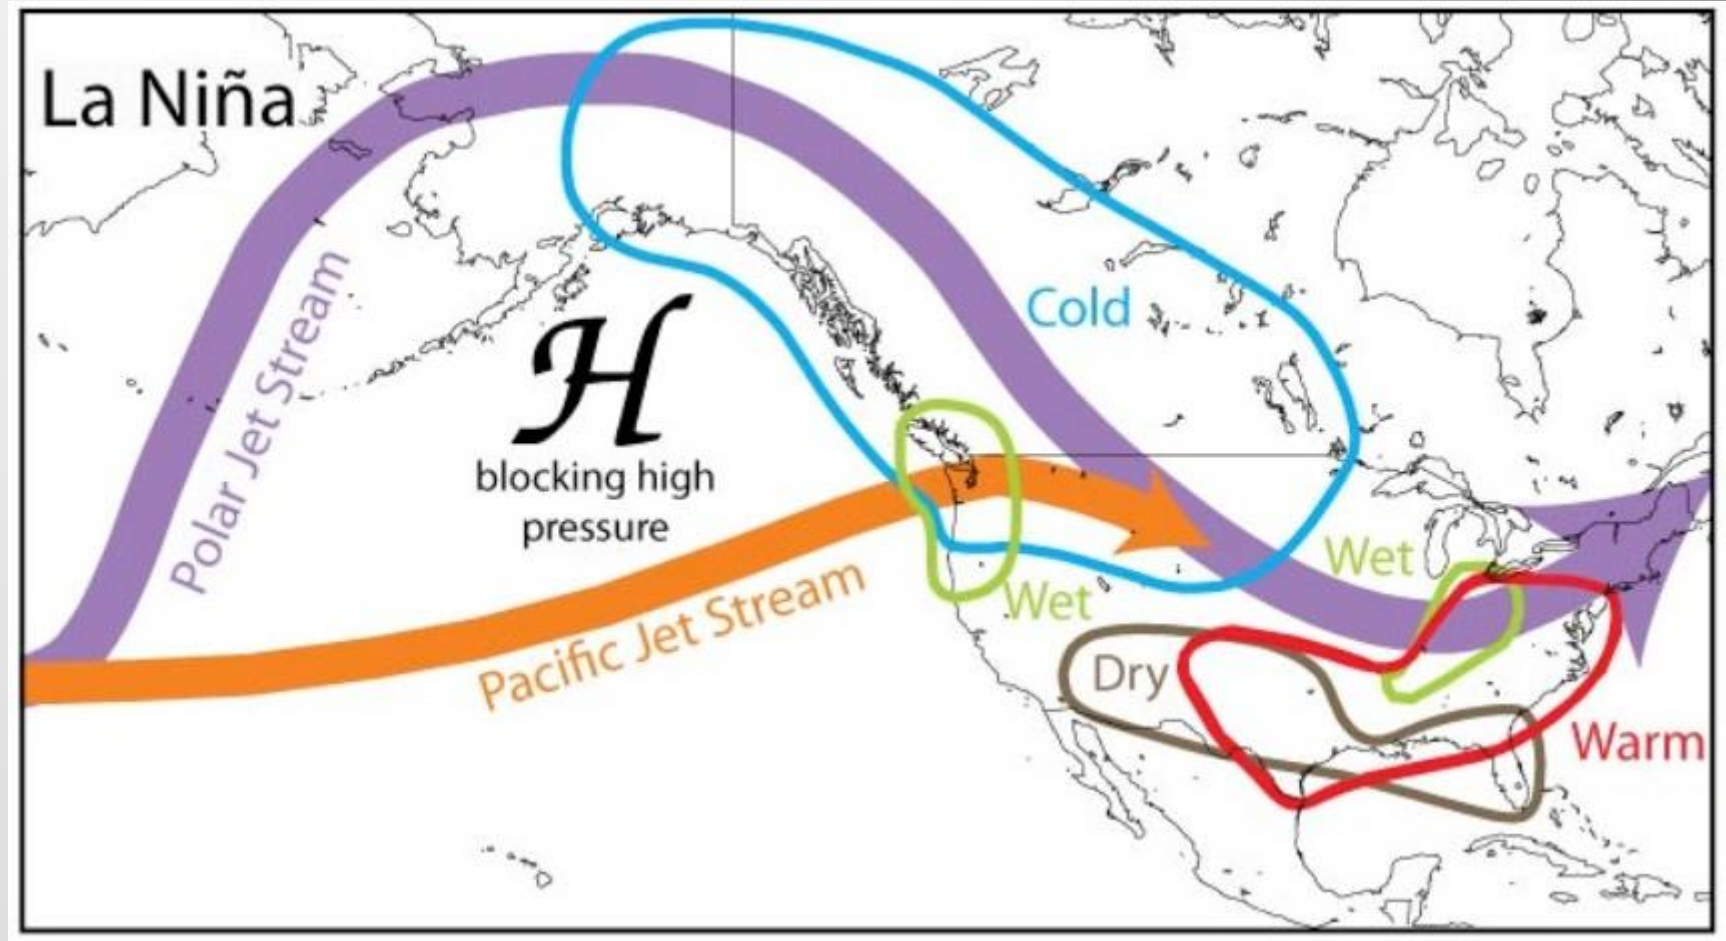 La Niña
Polar Jet Stream
Cold
H
blocking high
pressure
Pacific Jet Stream
Wet
Wet
Dry
Warm